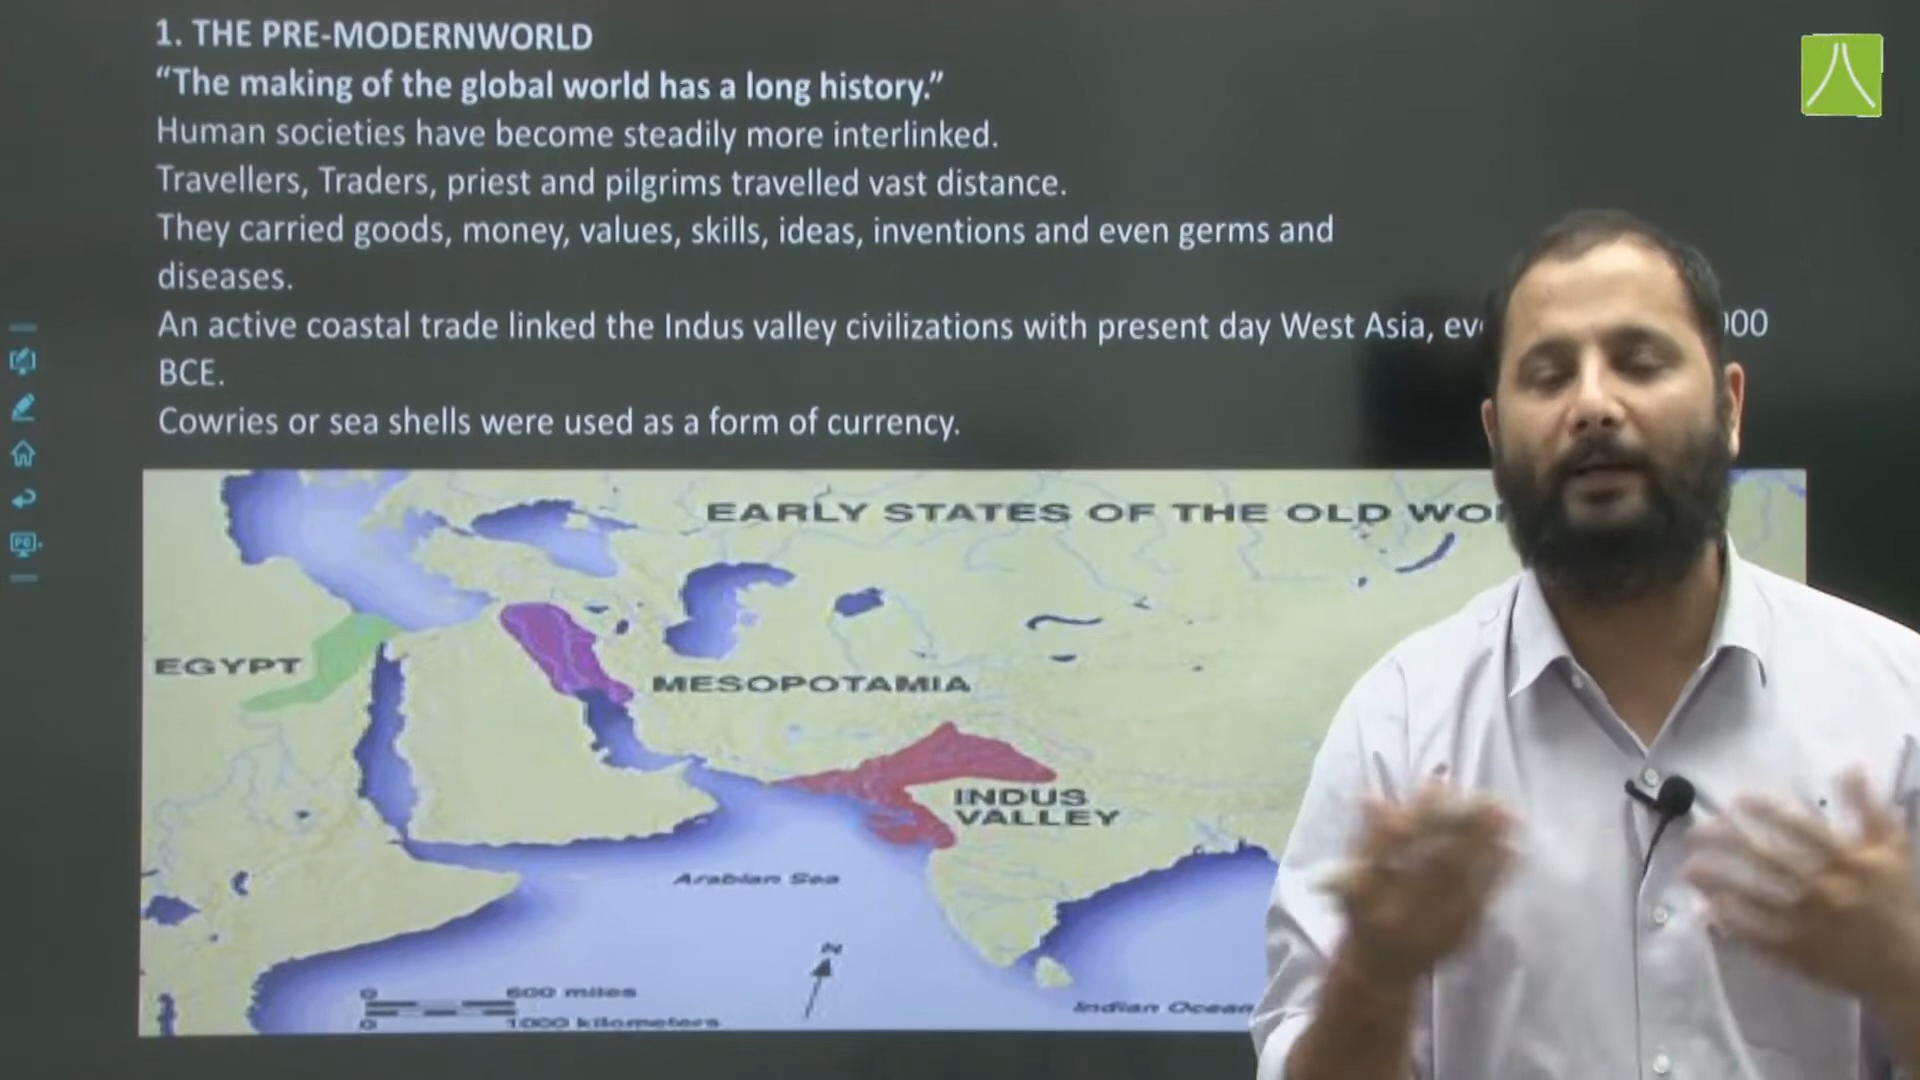 1. THE PRE-MODERNWORLD
“The making of the global world has a long history.”
Human societies have become steadily more interlinked.
Travellers, Traders, priest and pilgrims travelled vast distance.
They carried goods, money, values, skills, ideas, inventions and even germs and
diseases.
An active coastal trade linked the Indus valley civilizations with present day West Asia,
BCE.
Cowries or sea shells were used as a form of currency.
EARLY STATES OF THE OLD
EGYPT
MESOPOTAMIA
INDUS
VALLEY
Arabian Sea
N
0 600 miles
0 1000 kilometers
Indian Ocean
PC